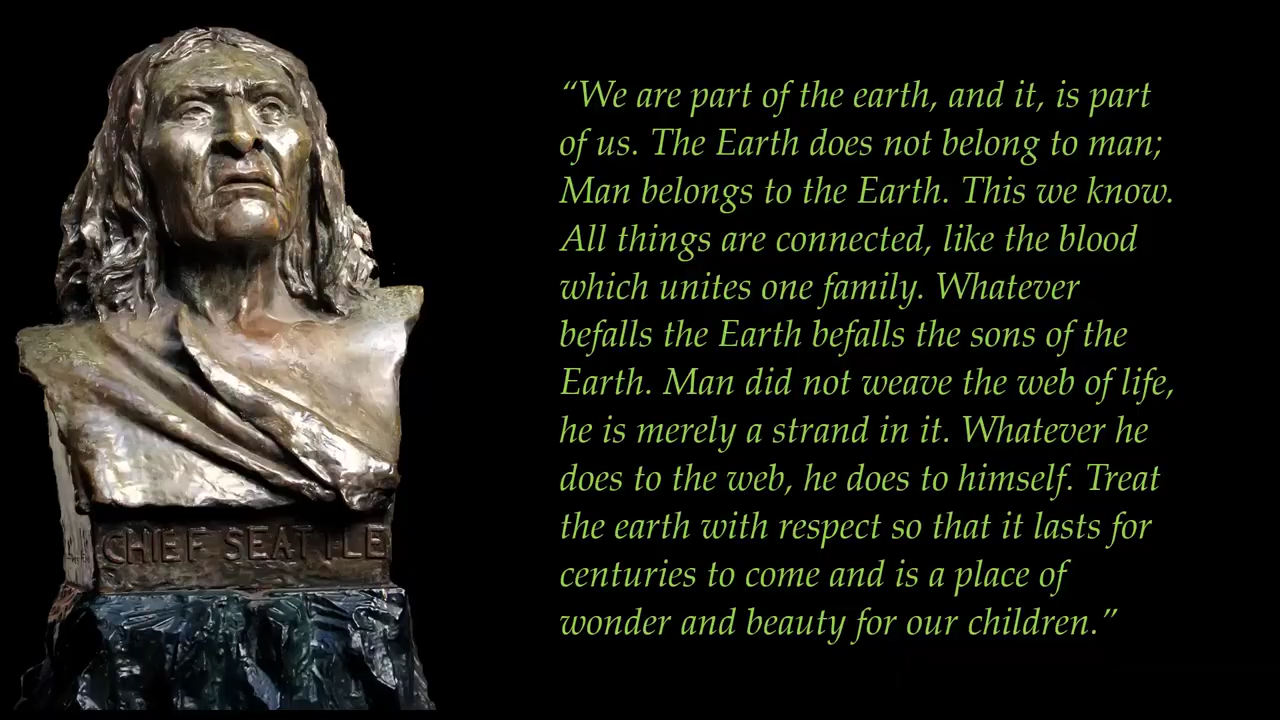 CHIEF SEATTLE
“We are part of the earth, and it, is part
of us. The Earth does not belong to man;
Man belongs to the Earth. This we know.
All things are connected, like the blood
which unites one family. Whatever
befalls the Earth befalls the sons of the
Earth. Man did not weave the web of life,
he is merely a strand in it. Whatever he
does to the web, he does to himself. Treat
the earth with respect so that it lasts for
centuries to come and is a place of
wonder and beauty for our children.”